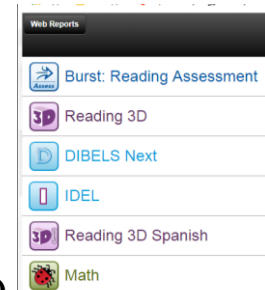 Web Reports
Assess
Burst: Reading Assessment
3D
Reading 3D
D
DIBELS Next
IDEL
3D
Reading 3D Spanish
Math